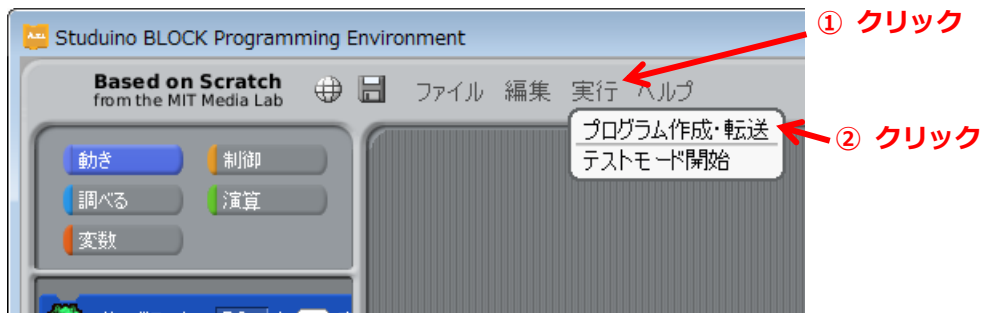 ① クリック
Studuino BLOCK Programming Environment
Based on Scratch
from the MIT Media Lab
ファイル 編集 実行 ヘルプ
プログラム作成・転送
② クリック
テストモード開始
動き 制御
調べる 演算
変数